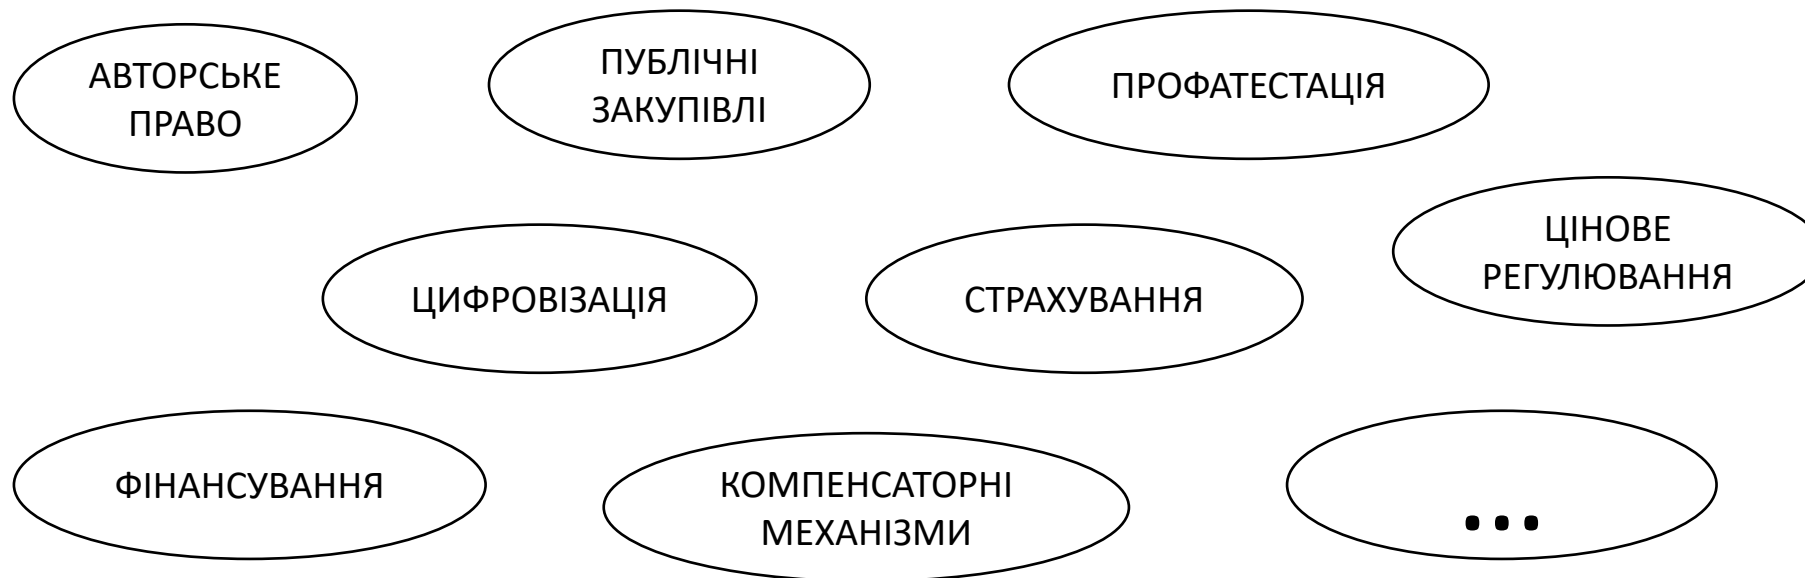 АВТОРСЬКЕ
ПРАВО
ПУБЛІЧНІ
ЗАКУПІВЛІ
ПРОФАТЕСТАЦІЯ
ЦІНОВЕ
РЕГУЛЮВАННЯ
ЦИФРОВІЗАЦІЯ
СТРАХУВАННЯ
ФІНАНСУВАННЯ
КОМПЕНСАТОРНІ
МЕХАНІЗМИ
...